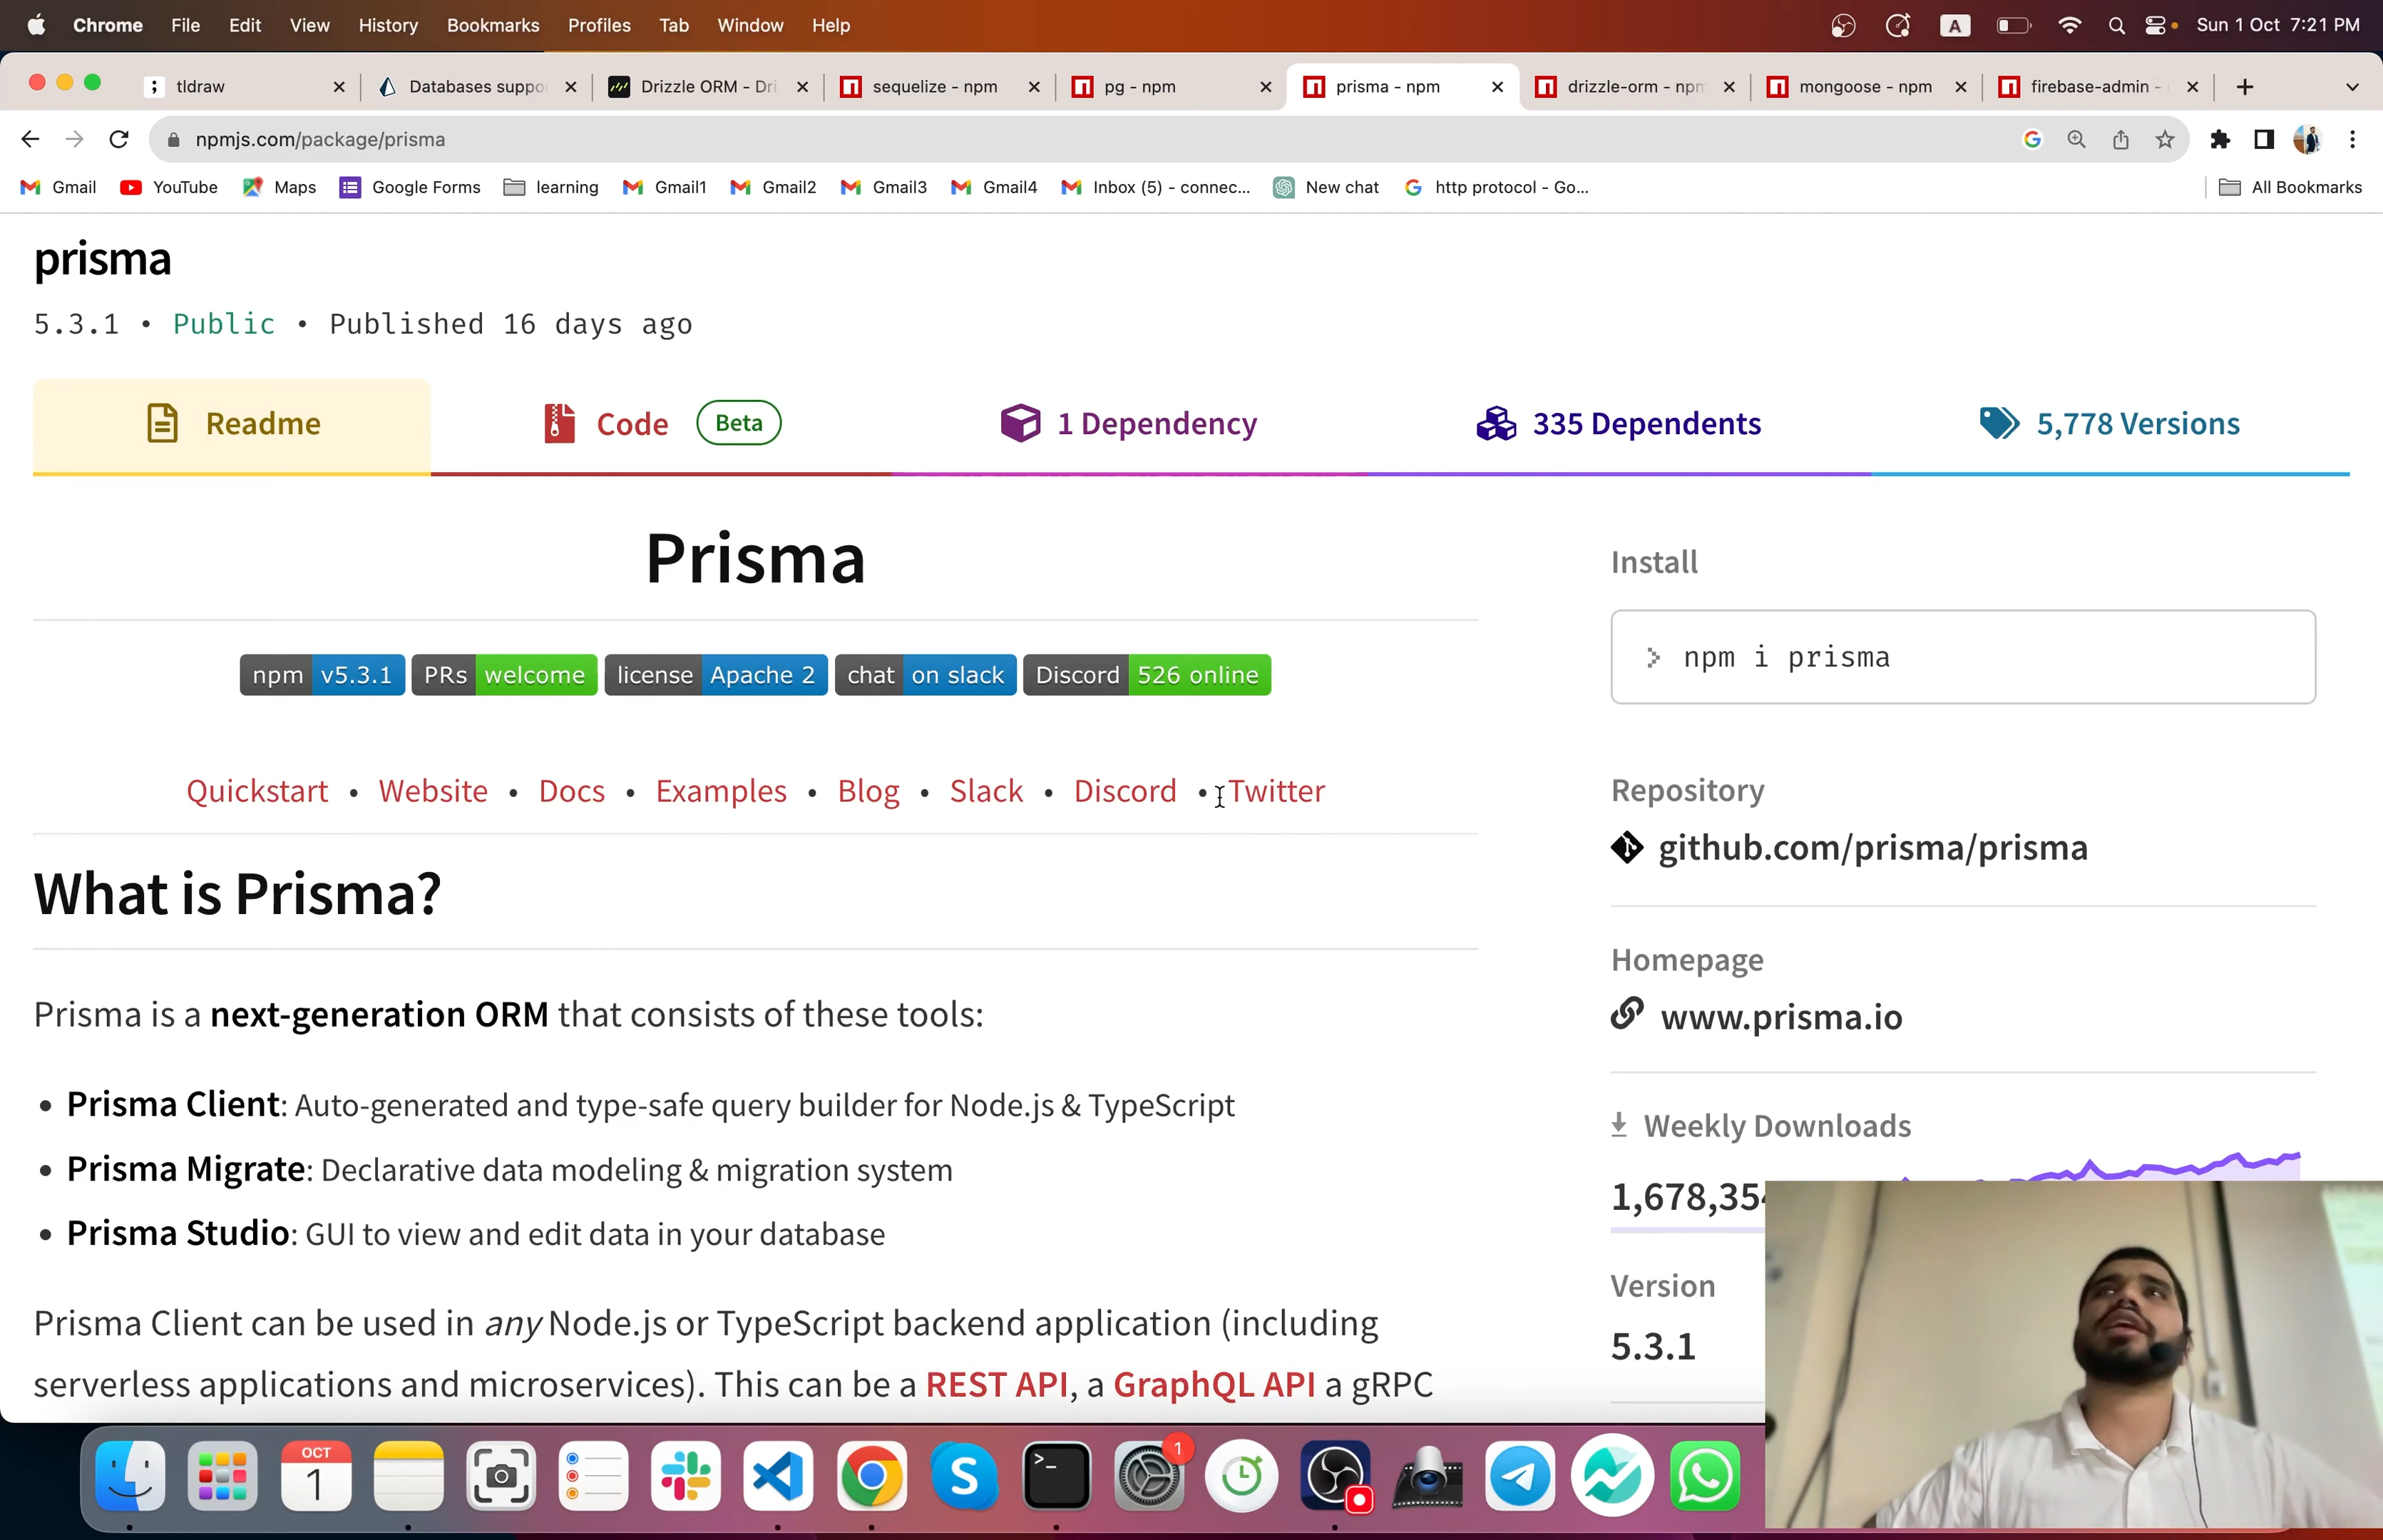 Chrome File Edit View History Bookmarks Profiles Tab Window Help A Sun 1 Oct 7:21 PM
tldraw Databases suppo Drizzle ORM - Dri sequelize - npm pg - npm prisma - npm drizzle-orm - npm mongoose - npm firebase-admin -
npmjs.com/package/prisma
Gmail YouTube Maps Google Forms learning Gmail1 Gmail2 Gmail3 Gmail4 Inbox (5) - connec... New chat http protocol - Go... All Bookmarks
prisma
5.3.1 • Public • Published 16 days ago
Readme Code Beta 1 Dependency 335 Dependents 5,778 Versions
Prisma
npm v5.3.1 PRs welcome license Apache 2 chat on slack Discord 526 online
Quickstart • Website • Docs • Examples • Blog • Slack • Discord • Twitter
What is Prisma?
Prisma is a next-generation ORM that consists of these tools:
• Prisma Client: Auto-generated and type-safe query builder for Node.js & TypeScript
• Prisma Migrate: Declarative data modeling & migration system
• Prisma Studio: GUI to view and edit data in your database
Prisma Client can be used in any Node.js or TypeScript backend application (including
serverless applications and microservices). This can be a REST API, a GraphQL API a gRPC
Install
> npm i prisma
Repository
github.com/prisma/prisma
Homepage
www.prisma.io
Weekly Downloads
1,678,354
Version
5.3.1
OCT
1
S
>_
1